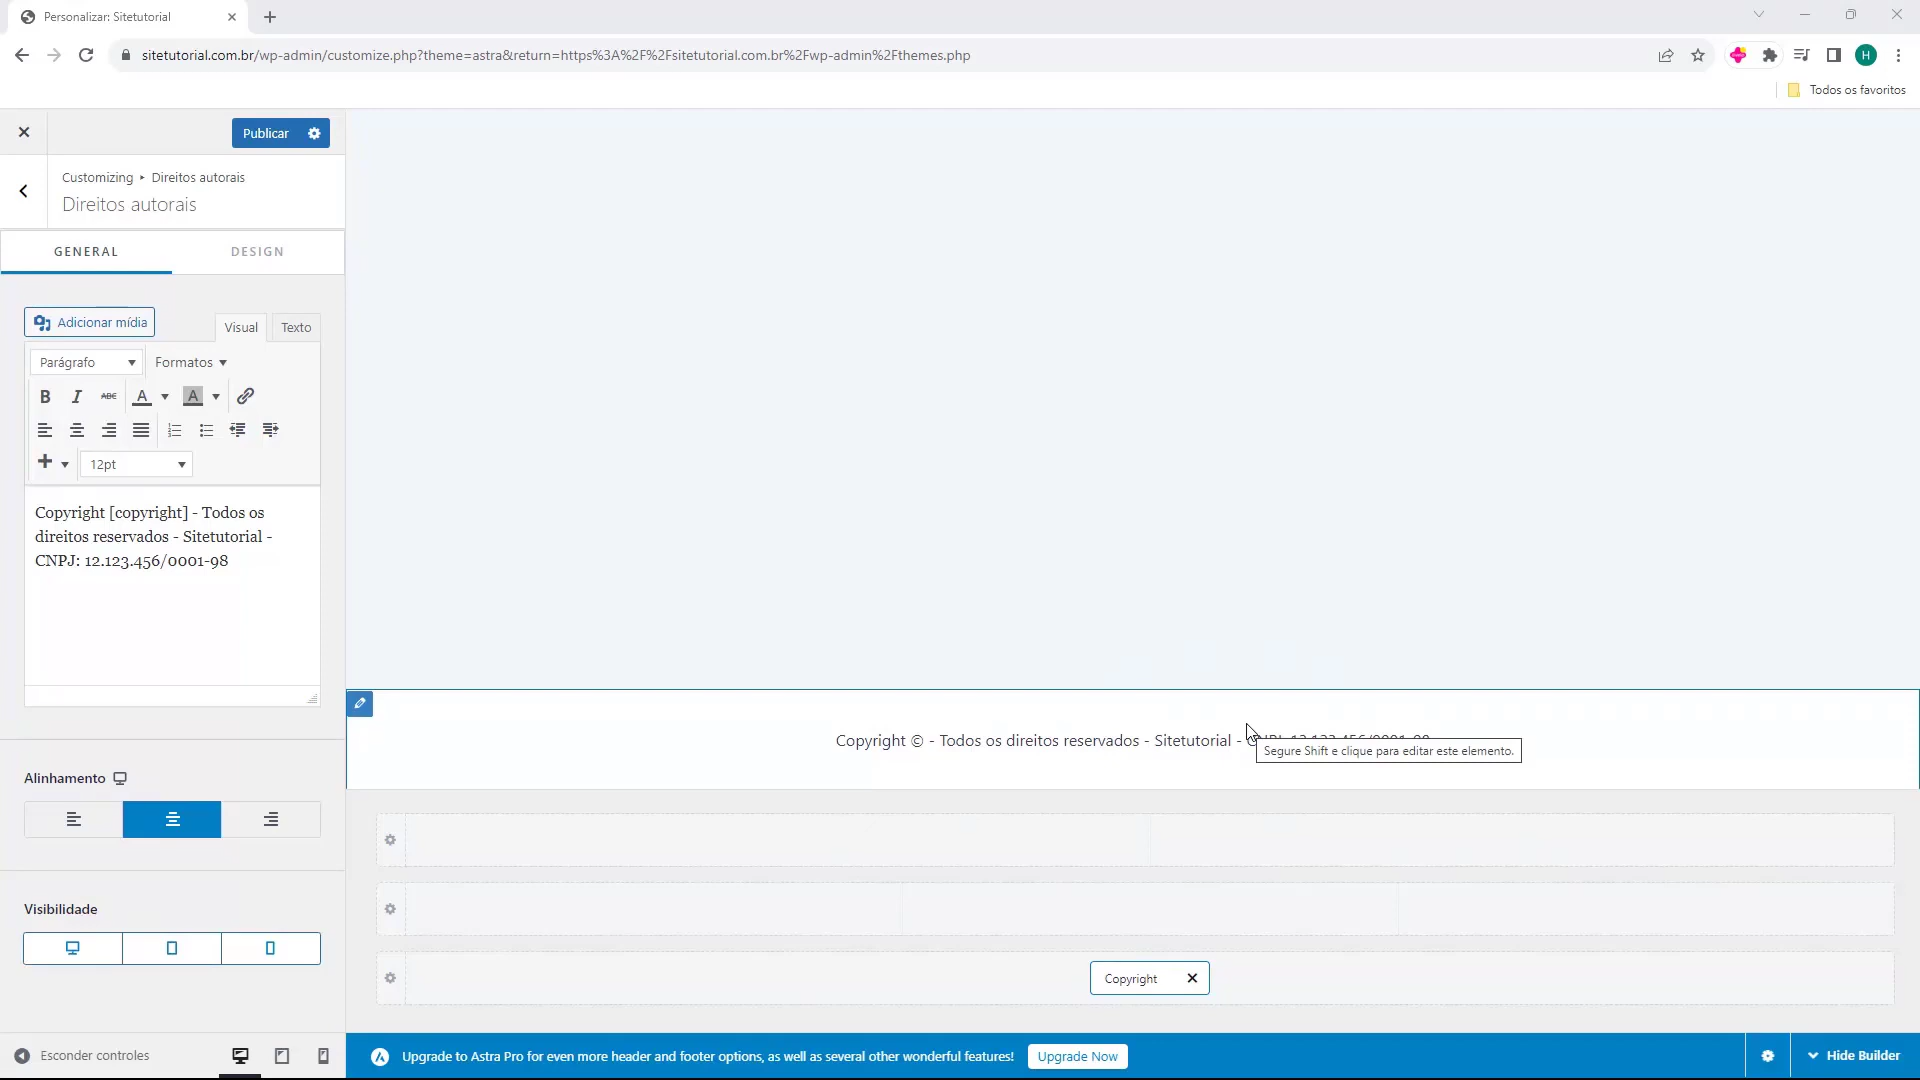 Personalizar: Sitetutorial
sitetutorial.com.br/wp-admin/customize.php?theme=astra&return=https%3A%2F%2Fsitetutorial.com.br%2Fwp-admin%2Fthemes.php
H
Todos os favoritos
Publicar
Customizing ▸ Direitos autorais
Direitos autorais
GENERAL DESIGN
Adicionar mídia
Visual Texto
Parágrafo Formatos
B I ABC A A
12pt
Copyright [copyright] - Todos os
direitos reservados - Sitetutorial -
CNPJ: 12.123.456/0001-98
Copyright © - Todos os direitos reservados - Sitetutorial -
Segure Shift e clique para editar este elemento.
Alinhamento
Visibilidade
Copyright
Esconder controles
Upgrade to Astra Pro for even more header and footer options, as well as several other wonderful features!
Upgrade Now
Hide Builder